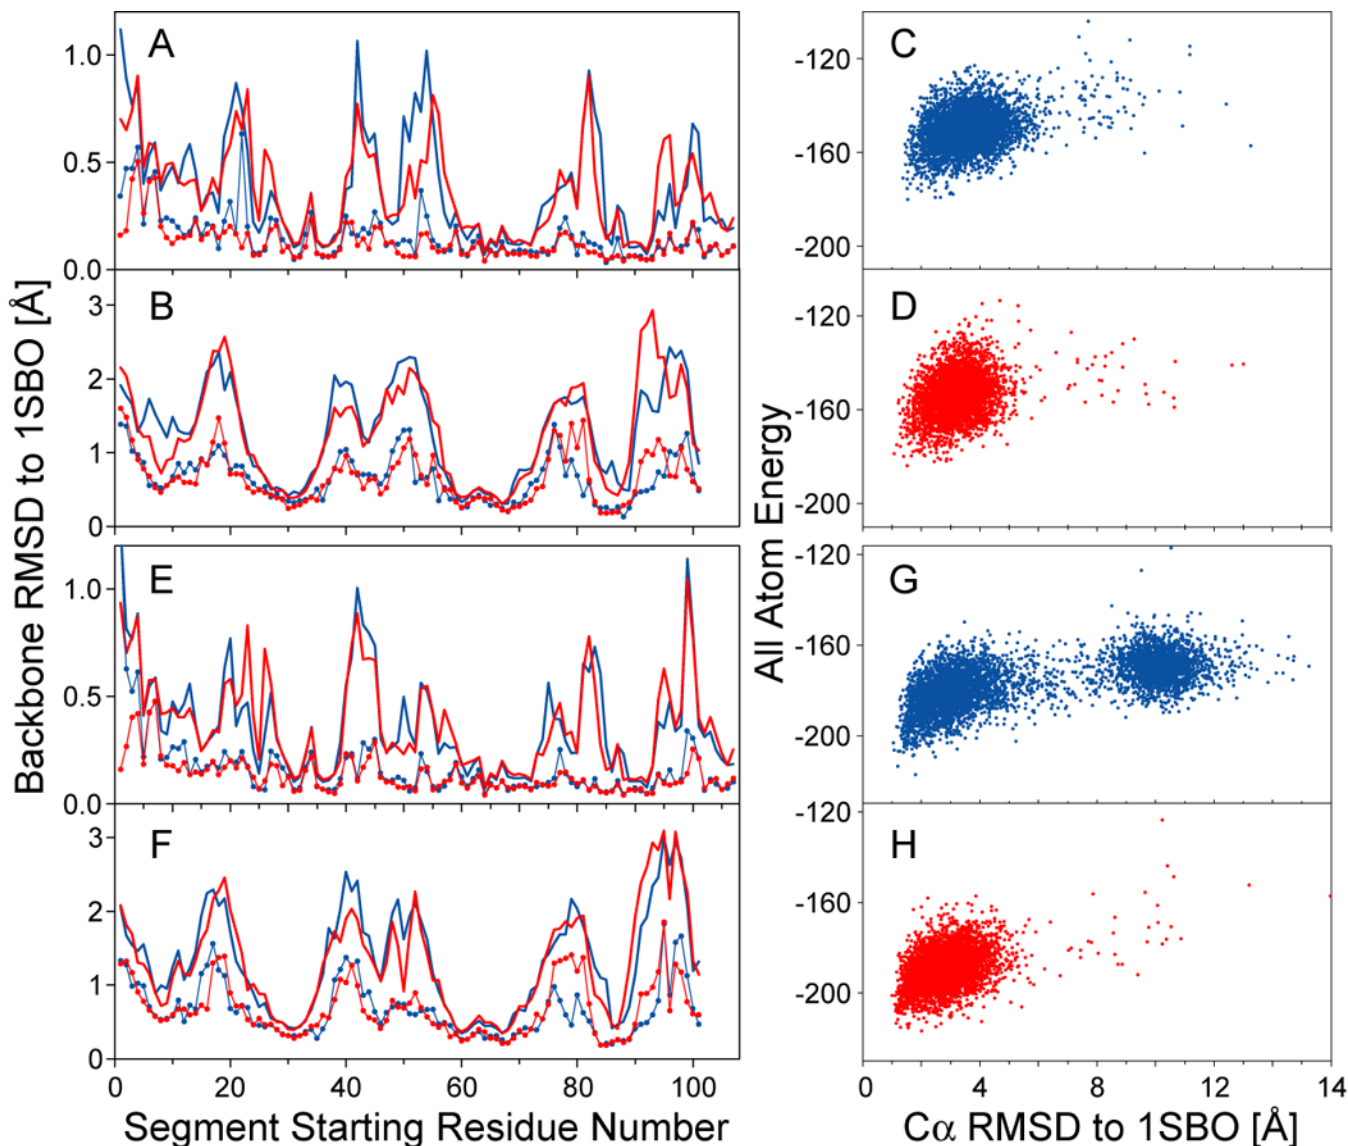 A
1.0
0.5
0.0
B
3
2
1
0
E
1.0
0.5
0.0
F
3
2
1
0
0 20 40 60 80 100
Segment Starting Residue Number
Backbone RMSD to 1SBO [Å]
C
-120
-160
-200
D
-120
-160
-200
G
-120
-160
-200
H
-120
-160
-200
0 4 8 12 14
Cα RMSD to 1SBO [Å]
All Atom Energy